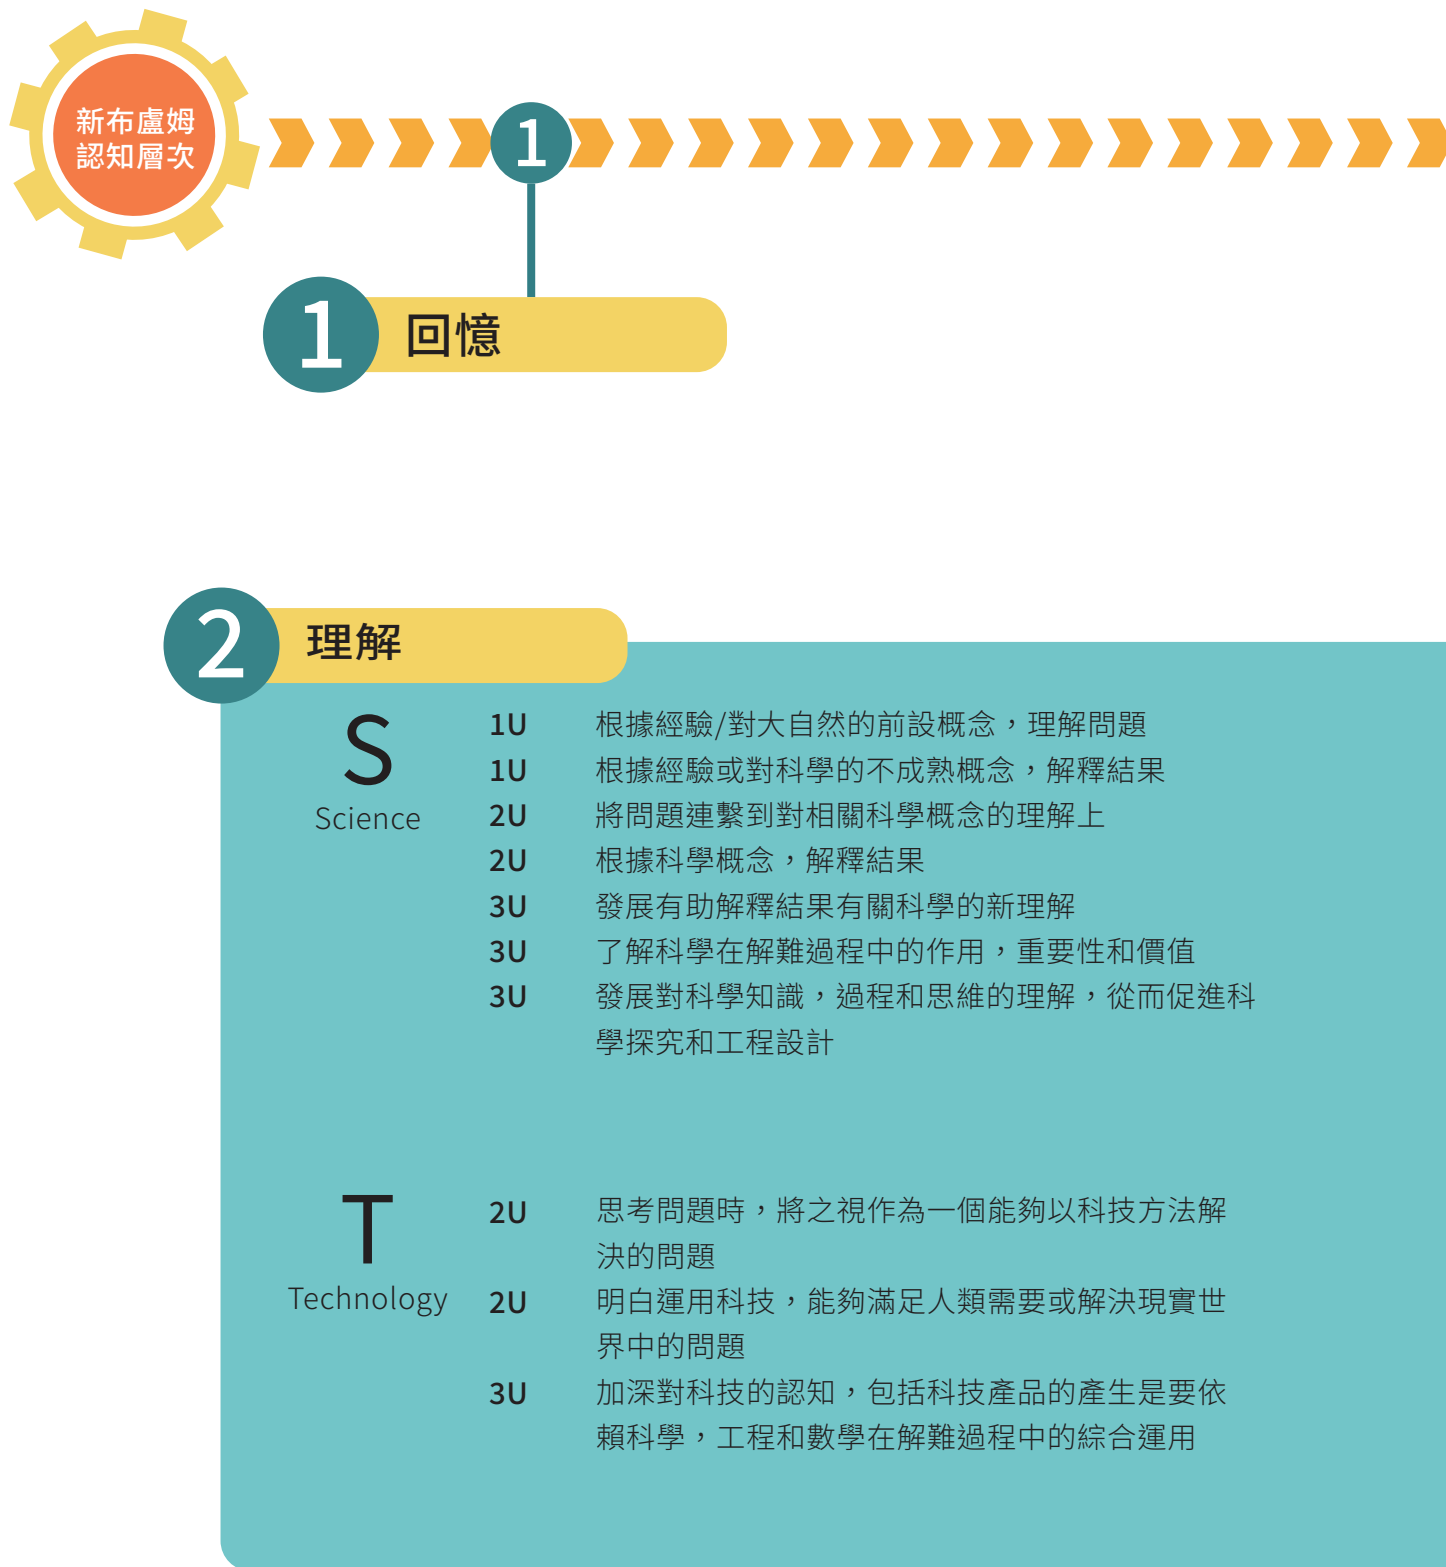 新布盧姆
認知層次
1
1
回憶
2
理解
S
Science
1U 根據經驗/對大自然的前設概念，理解問題
1U 根據經驗或對科學的不成熟概念，解釋結果
2U 將問題連繫到對相關科學概念的理解上
2U 根據科學概念，解釋結果
3U 發展有助解釋結果有關科學的新理解
3U 了解科學在解難過程中的作用，重要性和價值
3U 發展對科學知識，過程和思維的理解，從而促進科
學探究和工程設計
T
Technology
2U 思考問題時，將之視作為一個能夠以科技方法解
決的問題
2U 明白運用科技，能夠滿足人類需要或解決現實世
界中的問題
3U 加深對科技的認知，包括科技產品的產生是要依
賴科學，工程和數學在解難過程中的綜合運用